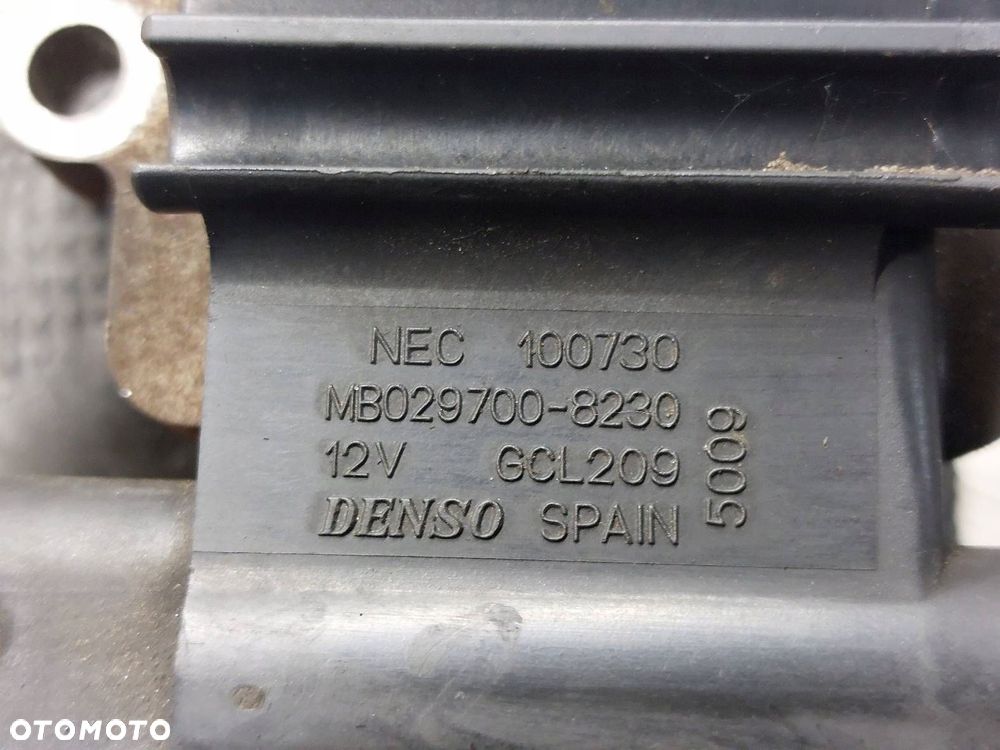 NEC 100730
MB029700-8230
12V GCL209
DENSO SPAIN
5009
OTOMOTO